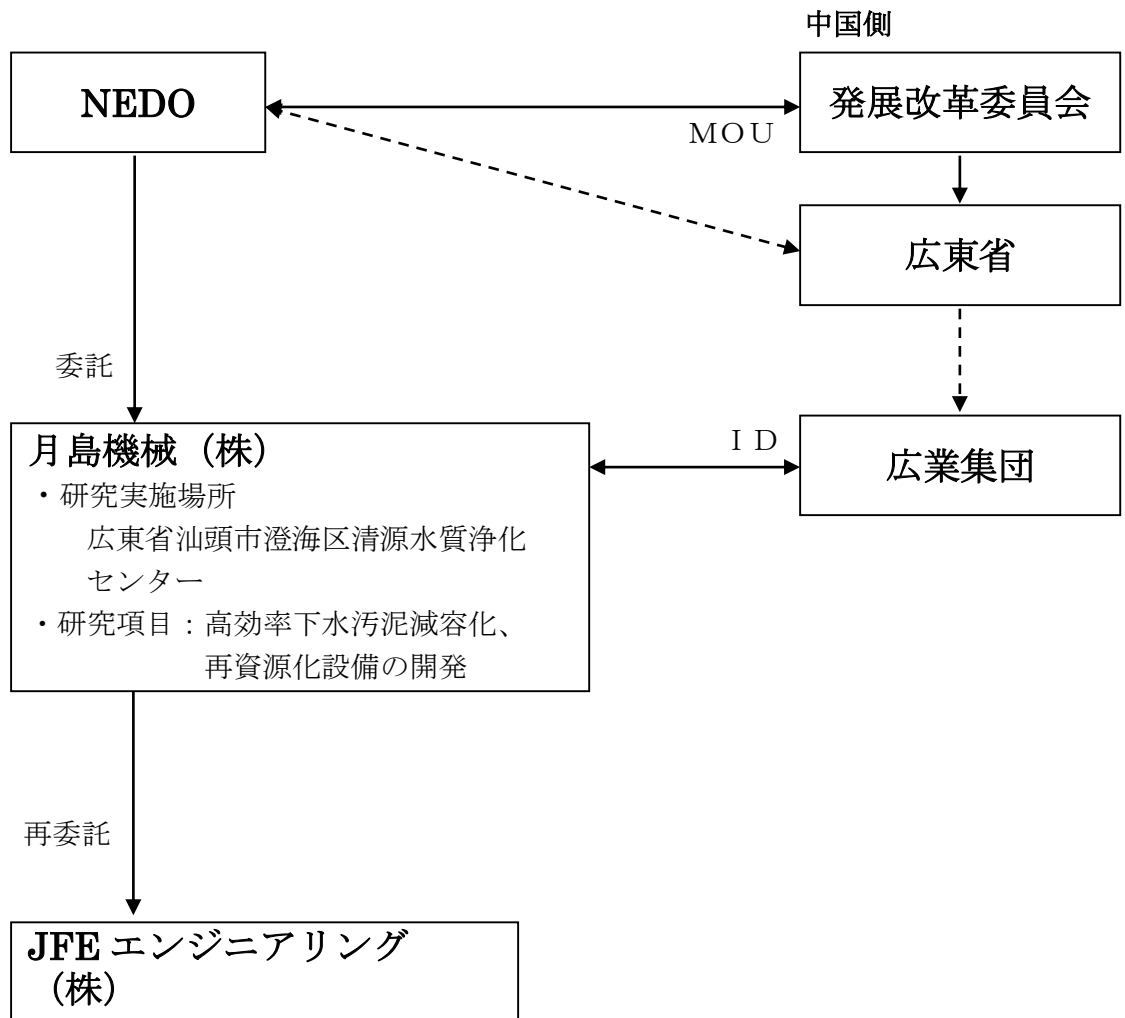 中国側
NEDO
発展改革委員会
ＭＯＵ
広東省
委託
月島機械（株）
・研究実施場所
広東省汕頭市澄海区清源水質浄化
センター
・研究項目：高効率下水汚泥減容化、
再資源化設備の開発
ＩＤ
広業集団
再委託
JFE エンジニアリング
（株）